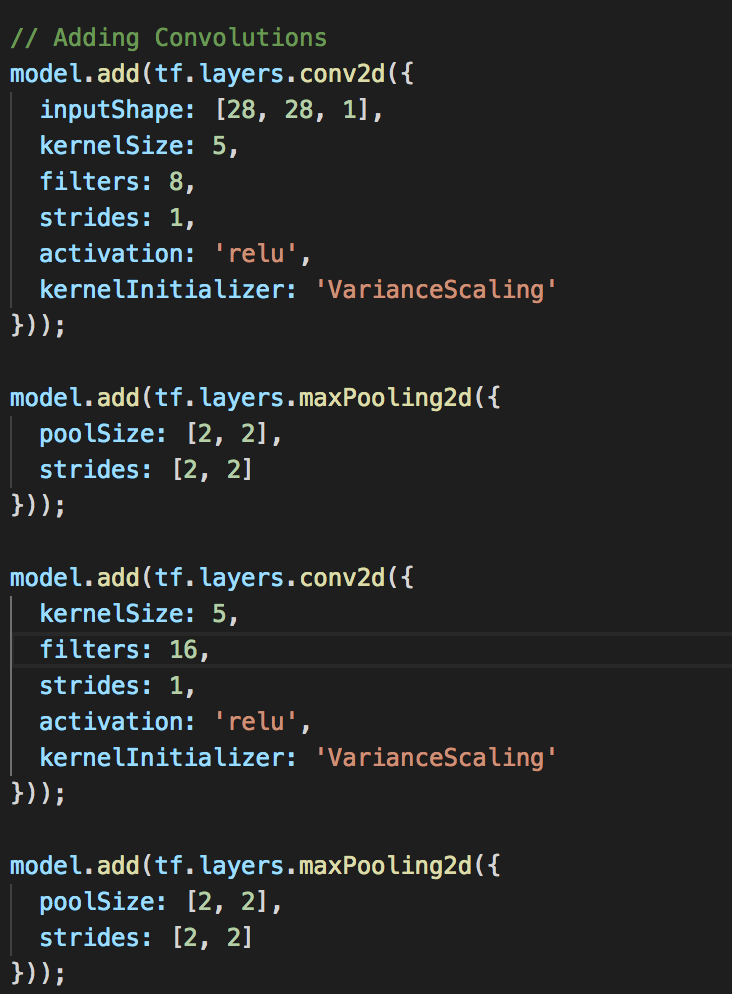 // Adding Convolutions
model.add(tf.layers.conv2d({
  inputShape: [28, 28, 1],
  kernelSize: 5,
  filters: 8,
  strides: 1,
  activation: 'relu',
  kernelInitializer: 'VarianceScaling'
}));

model.add(tf.layers.maxPooling2d({
  poolSize: [2, 2],
  strides: [2, 2]
}));

model.add(tf.layers.conv2d({
  kernelSize: 5,
  filters: 16,
  strides: 1,
  activation: 'relu',
  kernelInitializer: 'VarianceScaling'
}));

model.add(tf.layers.maxPooling2d({
  poolSize: [2, 2],
  strides: [2, 2]
}));